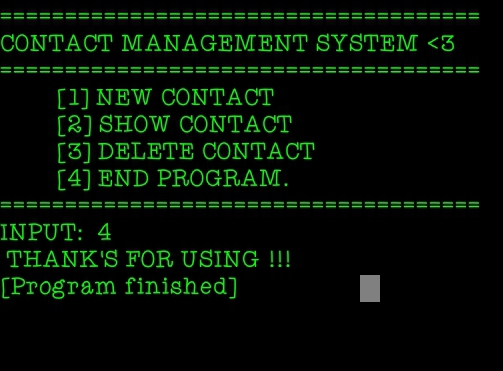 =====================================
CONTACT MANAGEMENT SYSTEM <3
=====================================
[1] NEW CONTACT
[2] SHOW CONTACT
[3] DELETE CONTACT
[4] END PROGRAM.
=====================================
INPUT: 4
THANK'S FOR USING !!!
[Program finished]